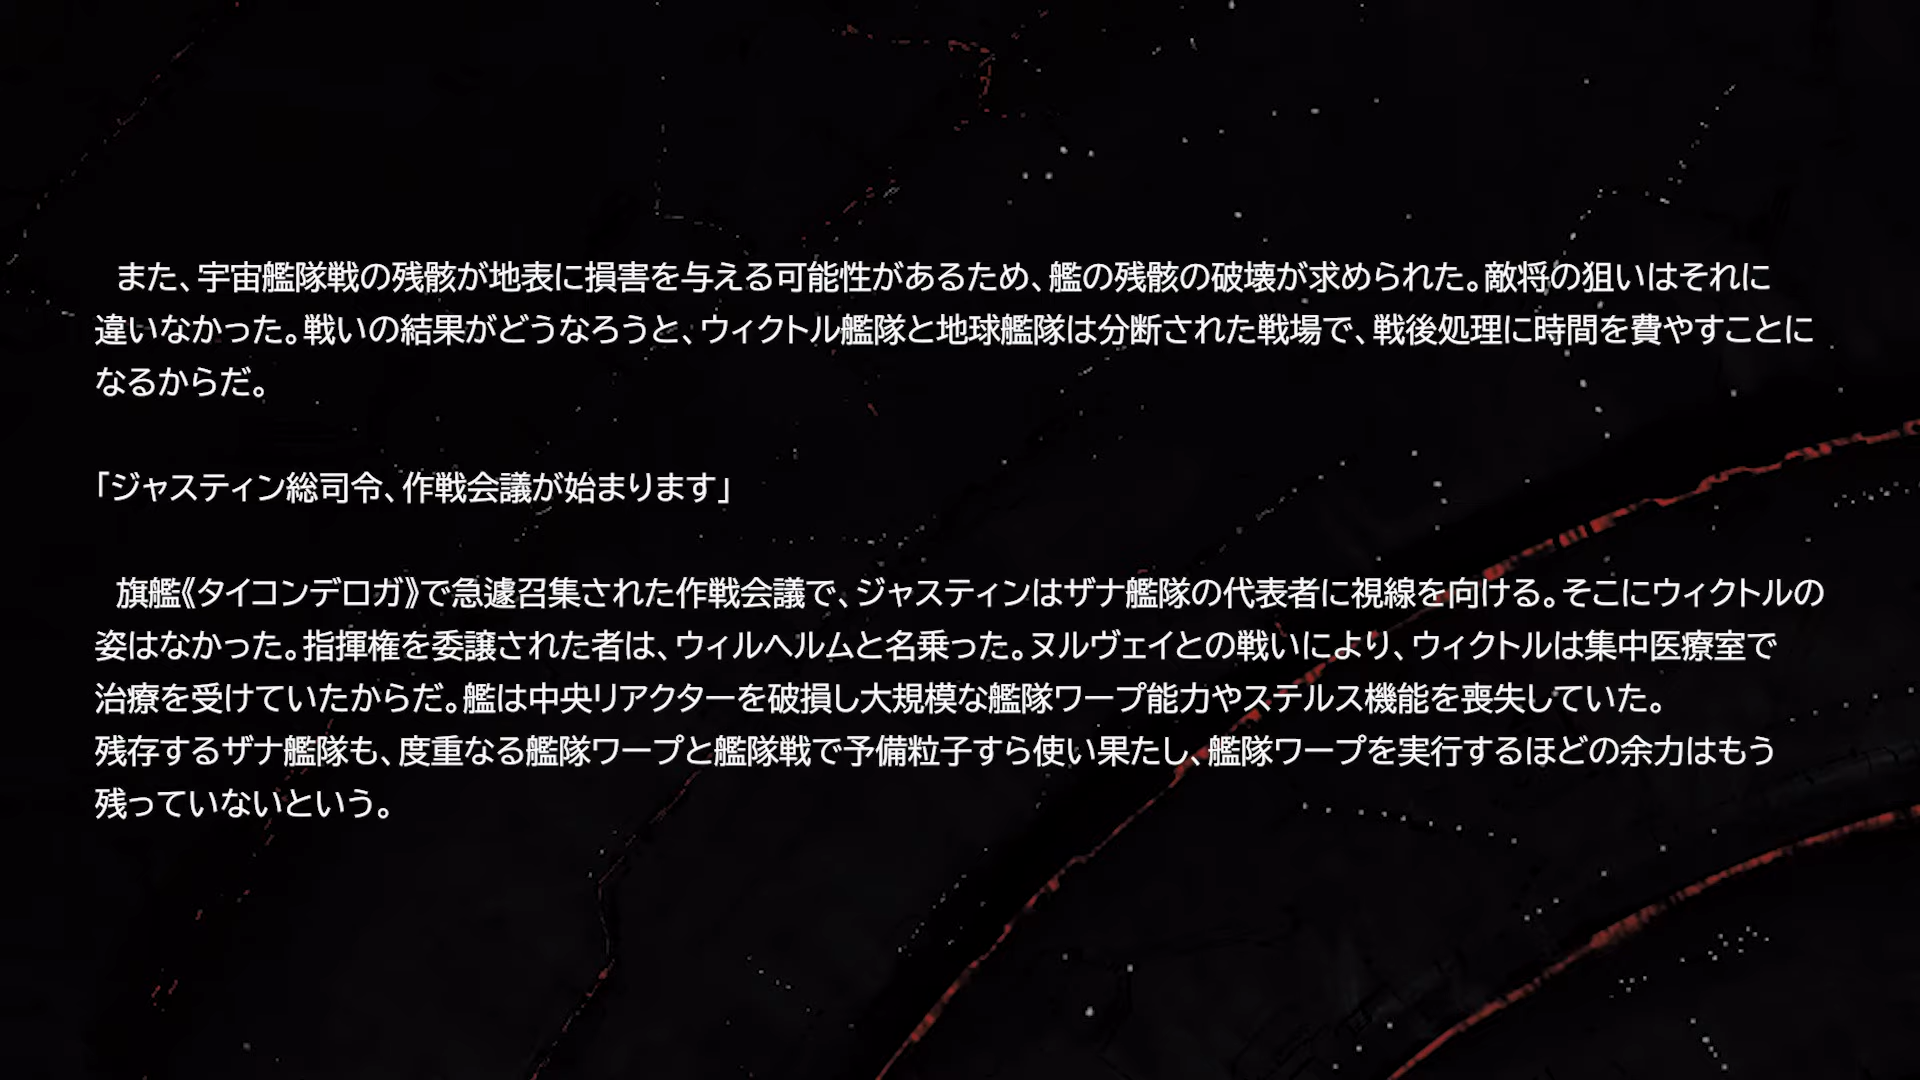 また、宇宙艦隊戦の残骸が地表に損害を与える可能性があるため、艦の残骸の破壊が求められた。敵将の狙いはそれに
違いなかった。戦いの結果がどうなろうと、ウィクトル艦隊と地球艦隊は分断された戦場で、戦後処理に時間を費やすことに
なるからだ。
「ジャスティン総司令、作戦会議が始まります」
旗艦《タイコンデロガ》で急遽召集された作戦会議で、ジャスティンはザナ艦隊の代表者に視線を向ける。そこにウィクトルの
姿はなかった。指揮権を委譲された者は、ウィルヘルムと名乗った。ヌルヴェイとの戦いにより、ウィクトルは集中医療室で
治療を受けていたからだ。艦は中央リアクターを破損し大規模な艦隊ワープ能力やステルス機能を喪失していた。
残存するザナ艦隊も、度重なる艦隊ワープと艦隊戦で予備粒子すら使い果たし、艦隊ワープを実行するほどの余力はもう
残っていないという。